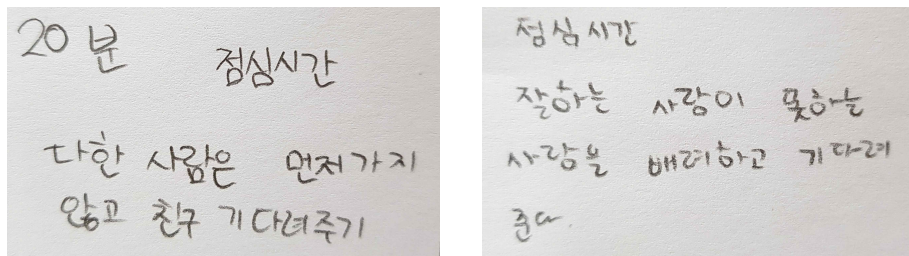 20 분
점심시간
다한 사람은 먼저가지
않고 친구 기다려주기
점심시간
잘하는 사람이 못하는
사람을 배려하고 기다려
준다